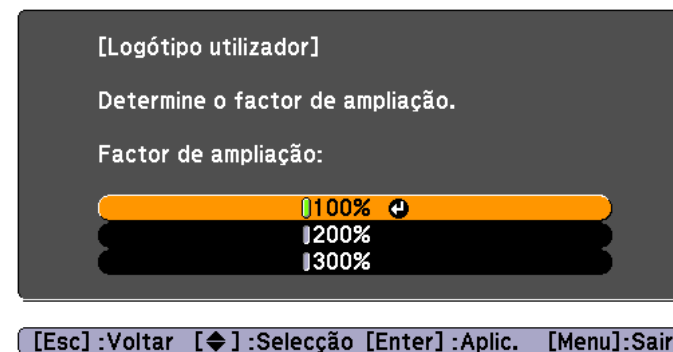 [Logótipo utilizador]
Determine o factor de ampliação.
Factor de ampliação:
100%
200%
300%
[Esc] :Voltar [◆] :Selecção [Enter] :Aplic. [Menu]:Sair